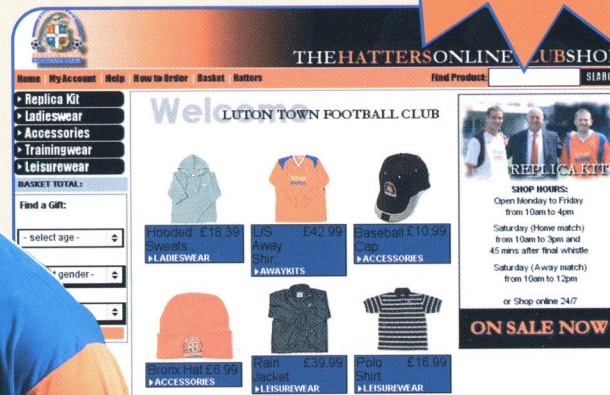 THEHATTERSONLINE
Home My Account Help How to Order Basket Hatters
Find Product:
Replica Kit
Ladieswear
Accessories
Trainingwear
Leisurewear
BASKET TOTAL:
Find a Gift:
- select age -
gender -
Welcome
LUTON TOWN FOOTBALL CLUB
Hooded £18.39
Sweats...
LADIESWEAR
L/S £42.99
Away
Shir...
AWAYKITS
Baseball £10.99
Cap
ACCESSORIES
Bronx Hat £6.99
ACCESSORIES
Rain £39.99
Jacket
LEISUREWEAR
Polo £16.99
Shirt
LEISUREWEAR
REPLICA KIT
SHOP HOURS:
Open Monday to Friday
from 10am to 4pm
Saturday (Home match)
from 10am to 3pm and
45 mins after final whistle
Saturday (Away match)
from 10am to 12pm
or Shop online 24/7
ON SALE NOW